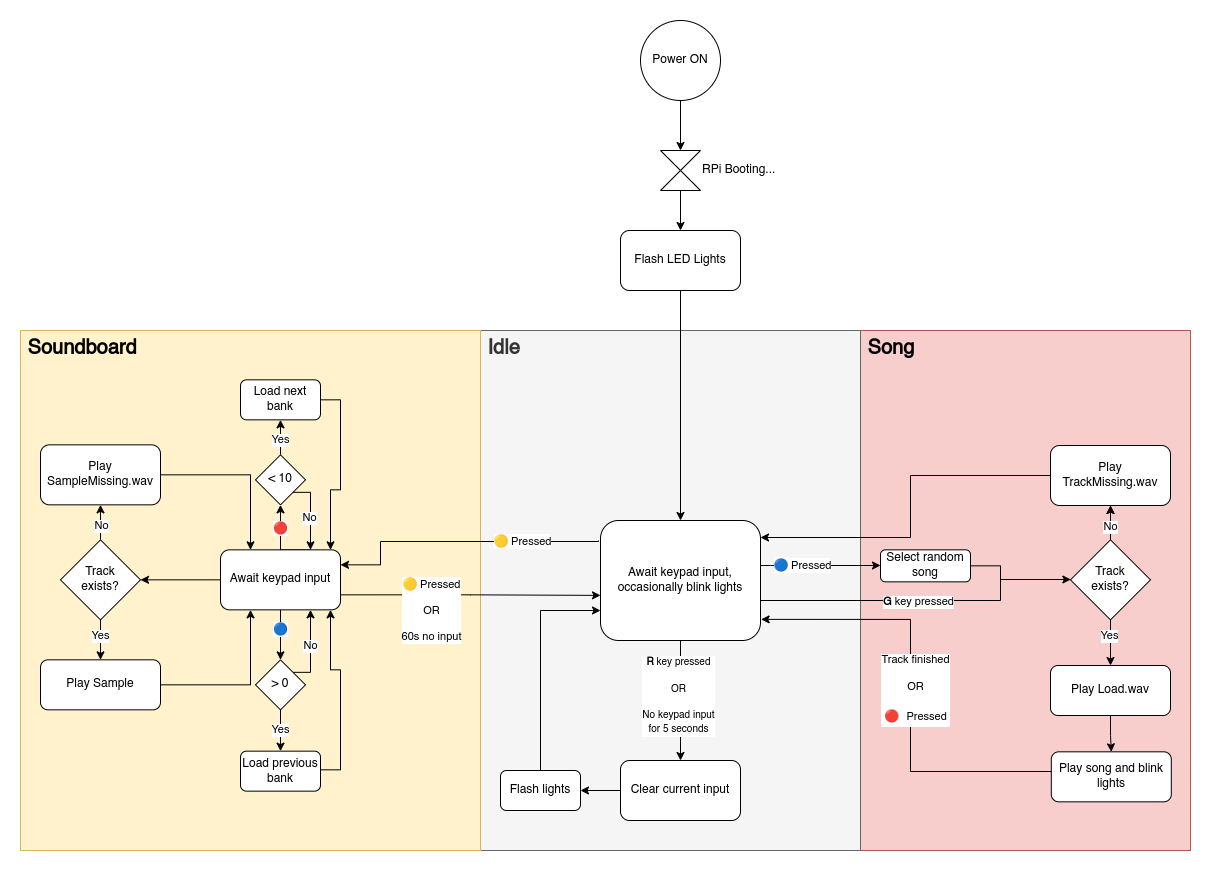 Power ON
RPi Booting...
Flash LED Lights
Soundboard
Idle
Song
Load next
bank
Yes
< 10
No
Play
SampleMissing.wav
No
Track
exists?
Yes
Play Sample
Await keypad input
No
> 0
Yes
Load previous
bank
Pressed
Pressed
OR
60s no input
Await keypad input,
occasionally blink lights
R key pressed
OR
No keypad input
for 5 seconds
Clear current input
Flash lights
Pressed
Select random
song
G key pressed
Play
TrackMissing.wav
No
Track
exists?
Yes
Play Load.wav
Play song and blink
lights
Track finished
OR
Pressed